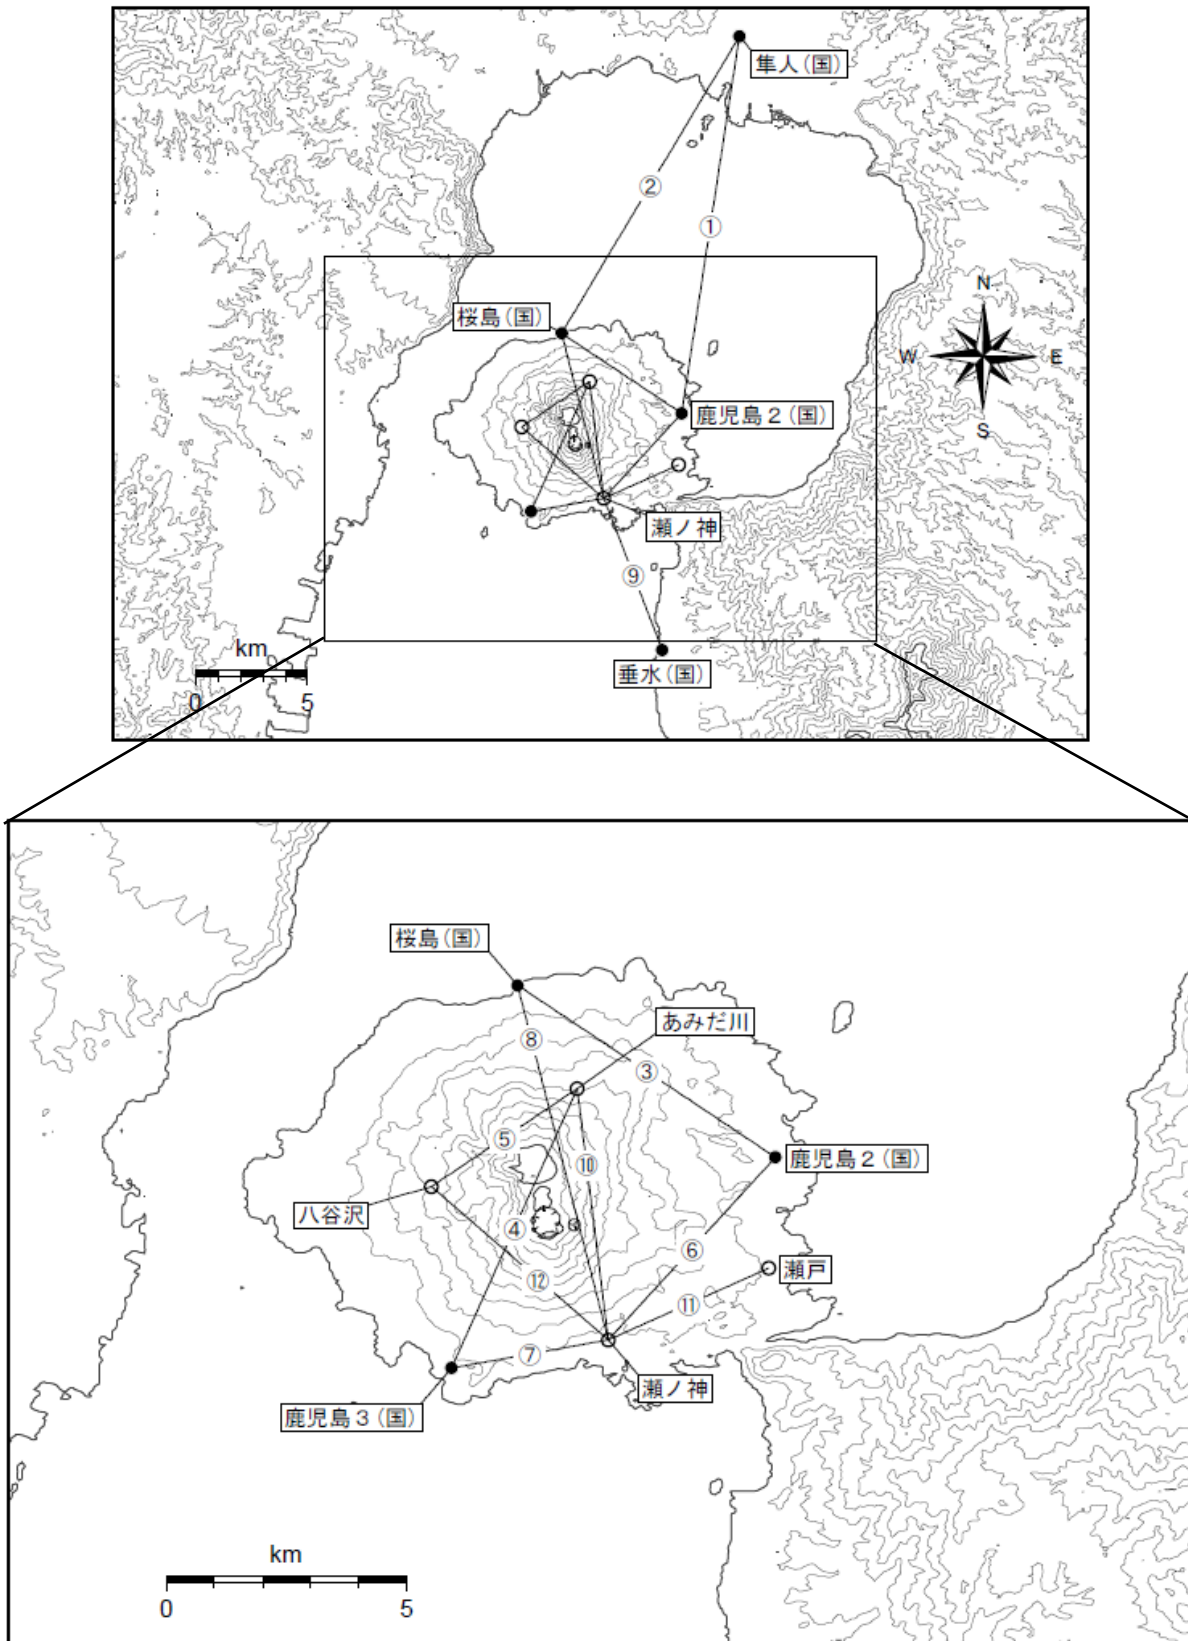 隼人(国)
②
①
N
桜島(国)
W
E
鹿児島2(国)
S
瀬ノ神
⑨
km
垂水(国)
0
5
桜島(国)
あみだ川
⑧
③
⑤
鹿児島2(国)
⑩
八谷沢
④
⑥
瀬戸
⑫
⑪
⑦
瀬ノ神
鹿児島3(国)
km
0
5